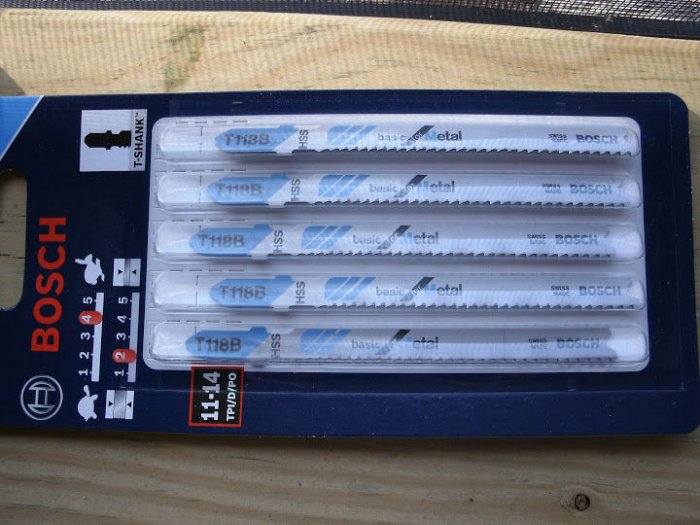 T-SHANK™
BOSCH
1 2 3 4 5
1 2 3 4 5
11-14
TPI/D/PO
T118B HSS basic for Metal SWISS MADE BOSCH
T118B HSS basic for Metal SWISS MADE BOSCH
T118B HSS basic for Metal SWISS MADE BOSCH
T118B HSS basic for Metal SWISS MADE BOSCH
T118B HSS basic for Metal SWISS MADE BOSCH